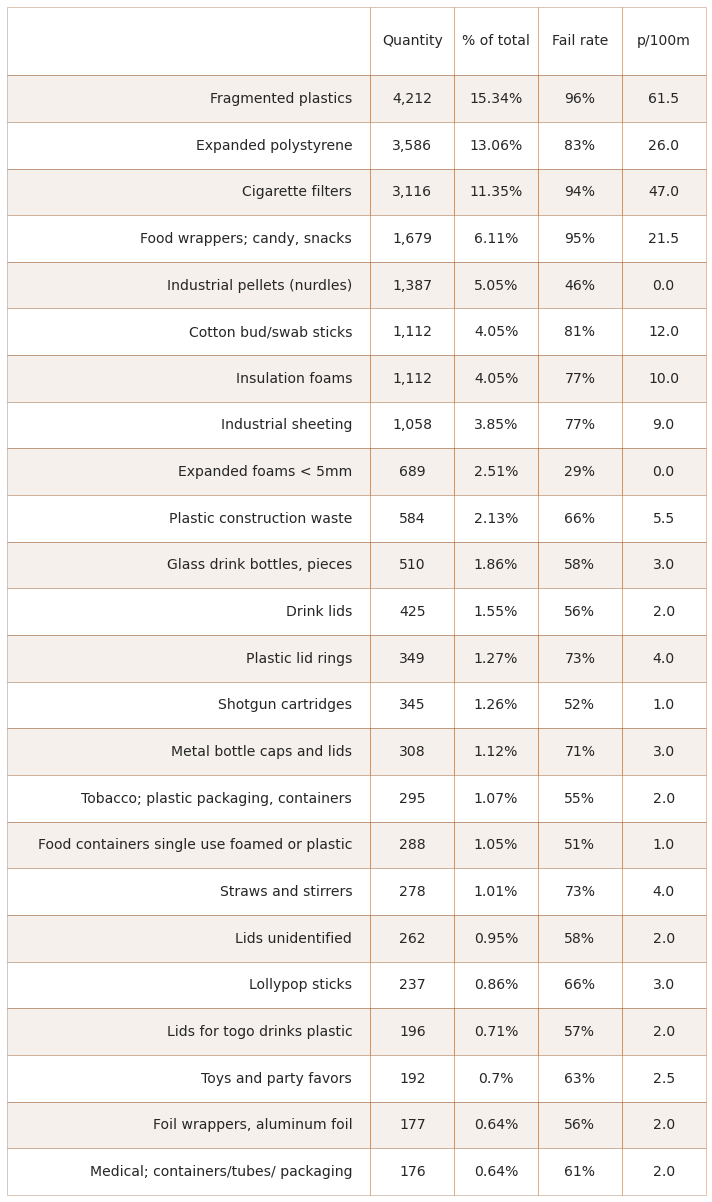 Quantity % of total Fail rate p/100m
Fragmented plastics 4,212 15.34% 96% 61.5
Expanded polystyrene 3,586 13.06% 83% 26.0
Cigarette filters 3,116 11.35% 94% 47.0
Food wrappers; candy, snacks 1,679 6.11% 95% 21.5
Industrial pellets (nurdles) 1,387 5.05% 46% 0.0
Cotton bud/swab sticks 1,112 4.05% 81% 12.0
Insulation foams 1,112 4.05% 77% 10.0
Industrial sheeting 1,058 3.85% 77% 9.0
Expanded foams < 5mm 689 2.51% 29% 0.0
Plastic construction waste 584 2.13% 66% 5.5
Glass drink bottles, pieces 510 1.86% 58% 3.0
Drink lids 425 1.55% 56% 2.0
Plastic lid rings 349 1.27% 73% 4.0
Shotgun cartridges 345 1.26% 52% 1.0
Metal bottle caps and lids 308 1.12% 71% 3.0
Tobacco; plastic packaging, containers 295 1.07% 55% 2.0
Food containers single use foamed or plastic 288 1.05% 51% 1.0
Straws and stirrers 278 1.01% 73% 4.0
Lids unidentified 262 0.95% 58% 2.0
Lollypop sticks 237 0.86% 66% 3.0
Lids for togo drinks plastic 196 0.71% 57% 2.0
Toys and party favors 192 0.7% 63% 2.5
Foil wrappers, aluminum foil 177 0.64% 56% 2.0
Medical; containers/tubes/ packaging 176 0.64% 61% 2.0